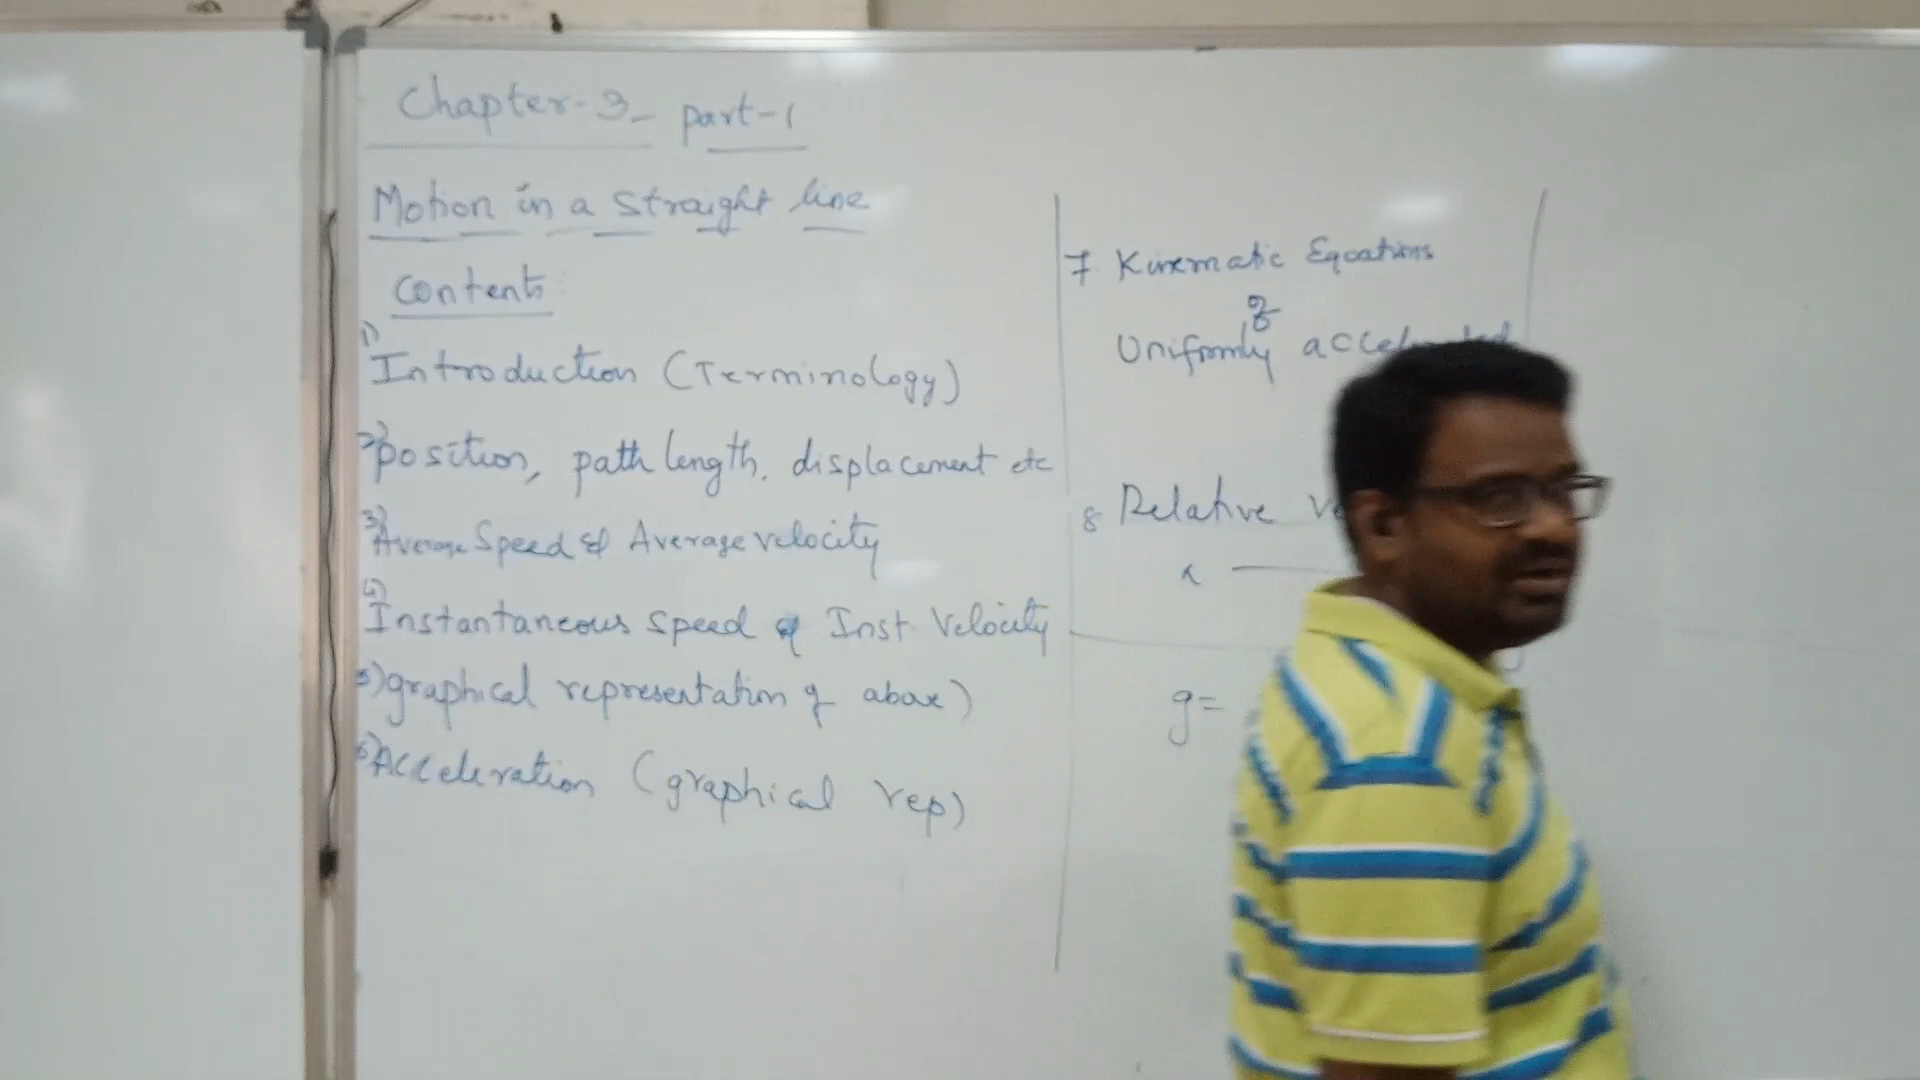 Chapter-3- part-1
Motion in a straight line
Contents:
1) Introduction (Terminology)
2) position, path length, displacement etc
3) Average Speed & Average velocity
4) Instantaneous speed & Inst Velocity
5) graphical representation of above)
6) Acceleration (graphical rep)
7 Kinematic Equations
of
Uniformly accelerated
8 Relative
x
g=